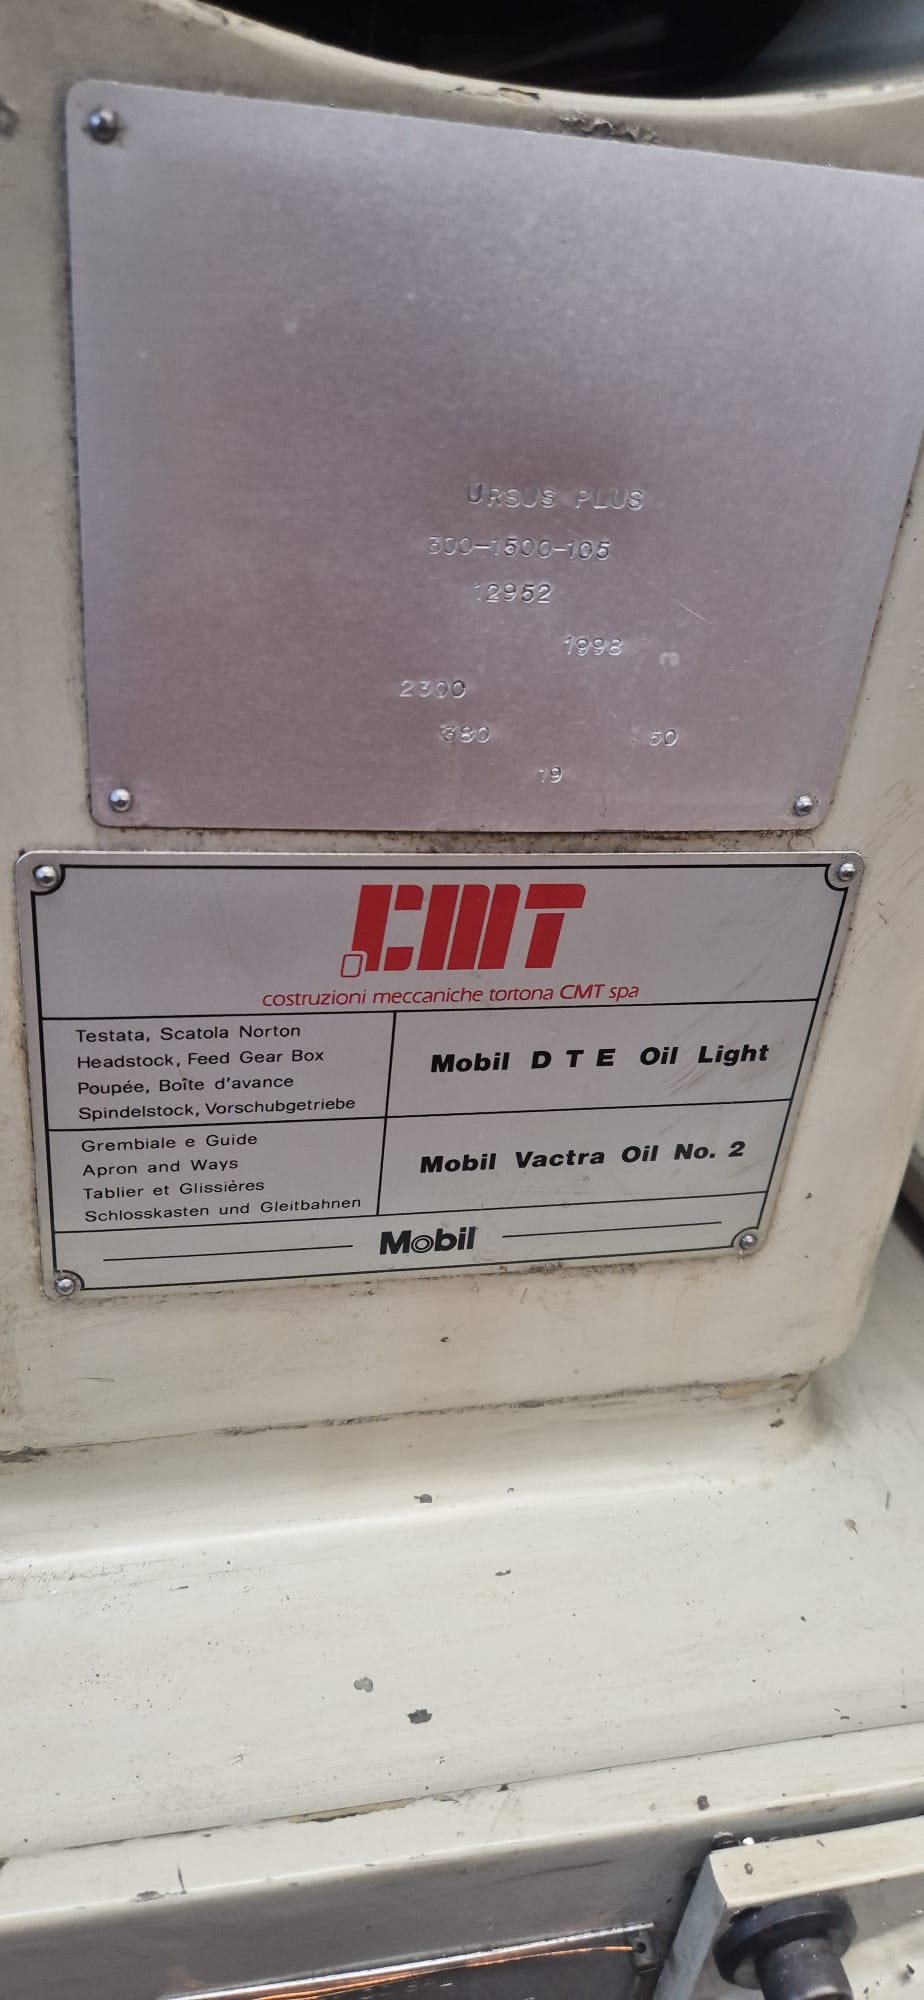 URSUS PLUS
300-1500-105
12952
1998
2300
380 50
19
CMT
costruzioni meccaniche tortona CMT spa
Testata, Scatola Norton
Headstock, Feed Gear Box
Poupée, Boîte d'avance
Spindelstock, Vorschubgetriebe
Mobil D T E Oil Light
Grembiale e Guide
Apron and Ways
Tablier et Glissières
Schlosskasten und Gleitbahnen
Mobil Vactra Oil No. 2
Mobil